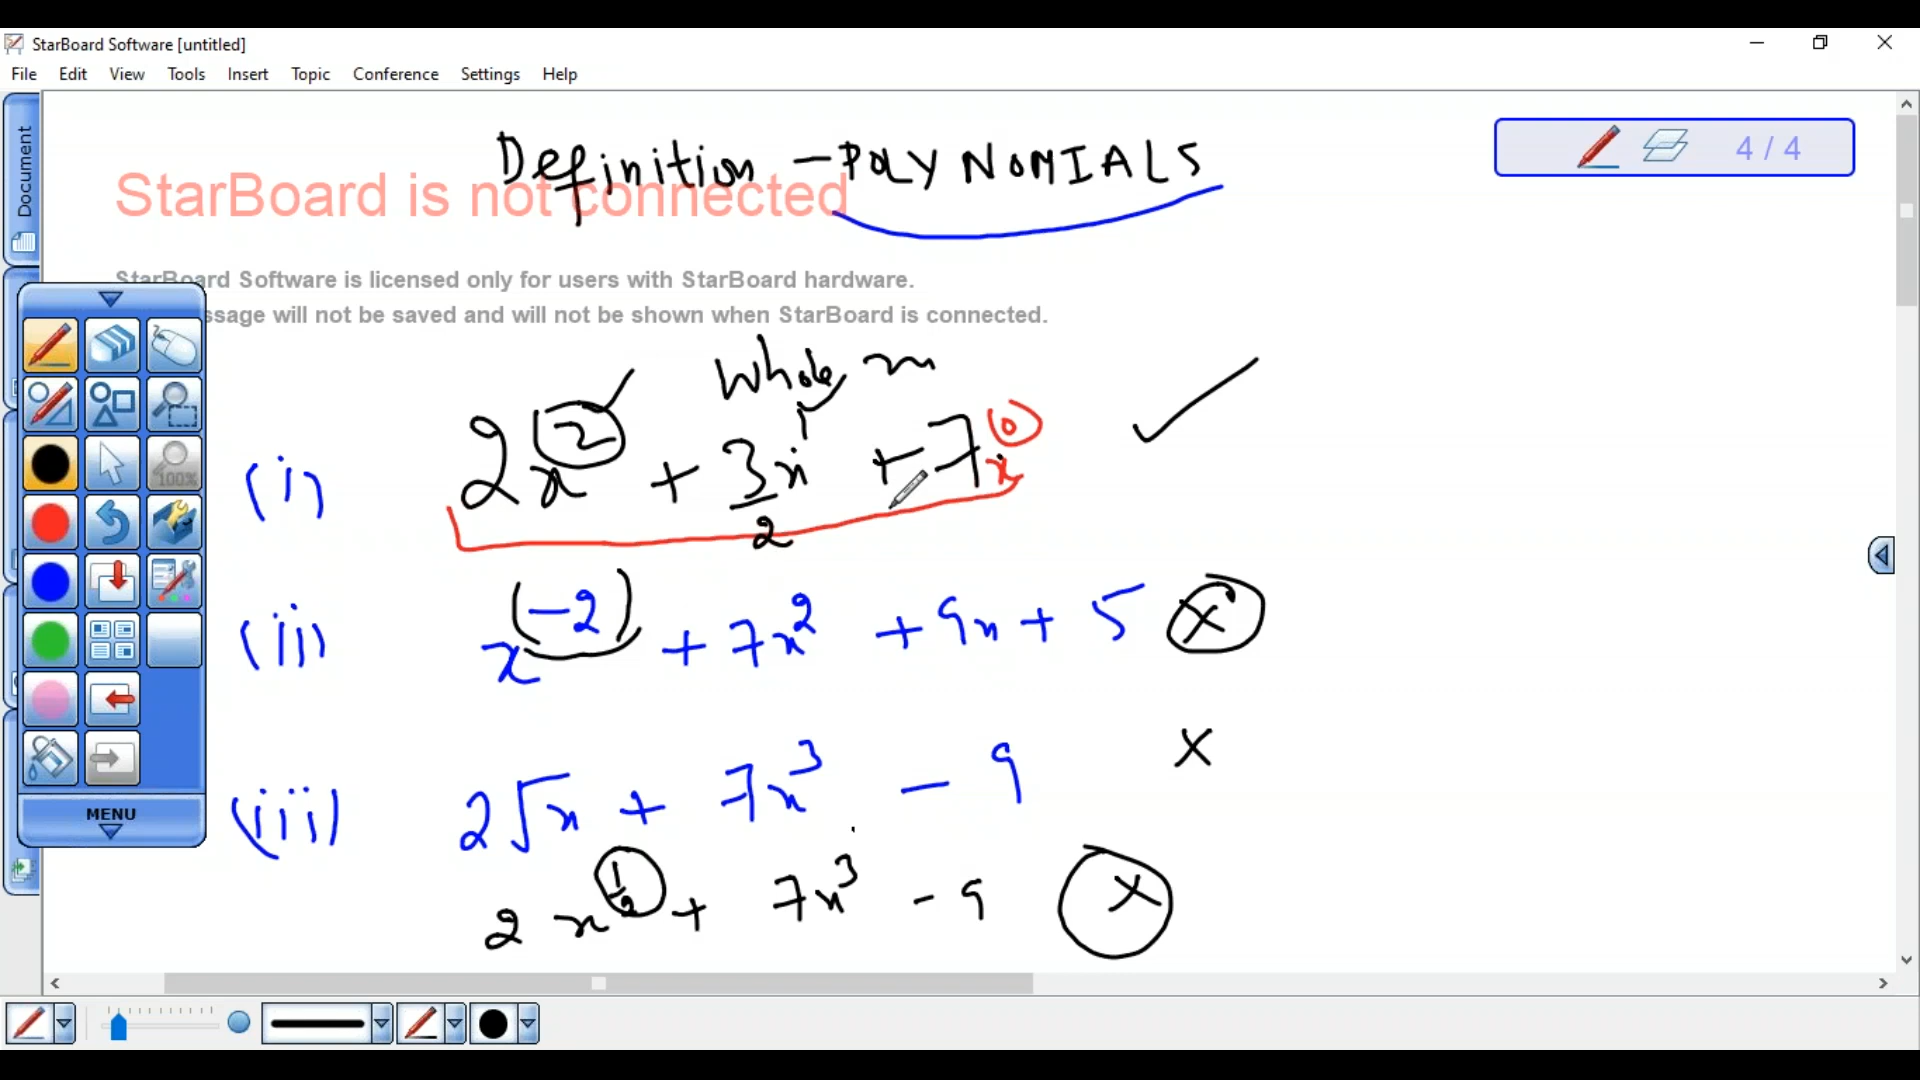 StarBoard Software [untitled]
File Edit View Tools Insert Topic Conference Settings Help
Document
Definition - POLYNOMIALS
4 / 4
StarBoard is not connected
StarBoard Software is licensed only for users with StarBoard hardware.
ssage will not be saved and will not be shown when StarBoard is connected.
Whole
(i) 2x² + 3/2 x¹ + 7x⁰ ✓
(ii) x⁽⁻²⁾ + 7x² + 9x + 5 ×
(iii) 2√x + 7x³ - 9 ×
2x^1/2 + 7x³ - 9 ×
100%
MENU